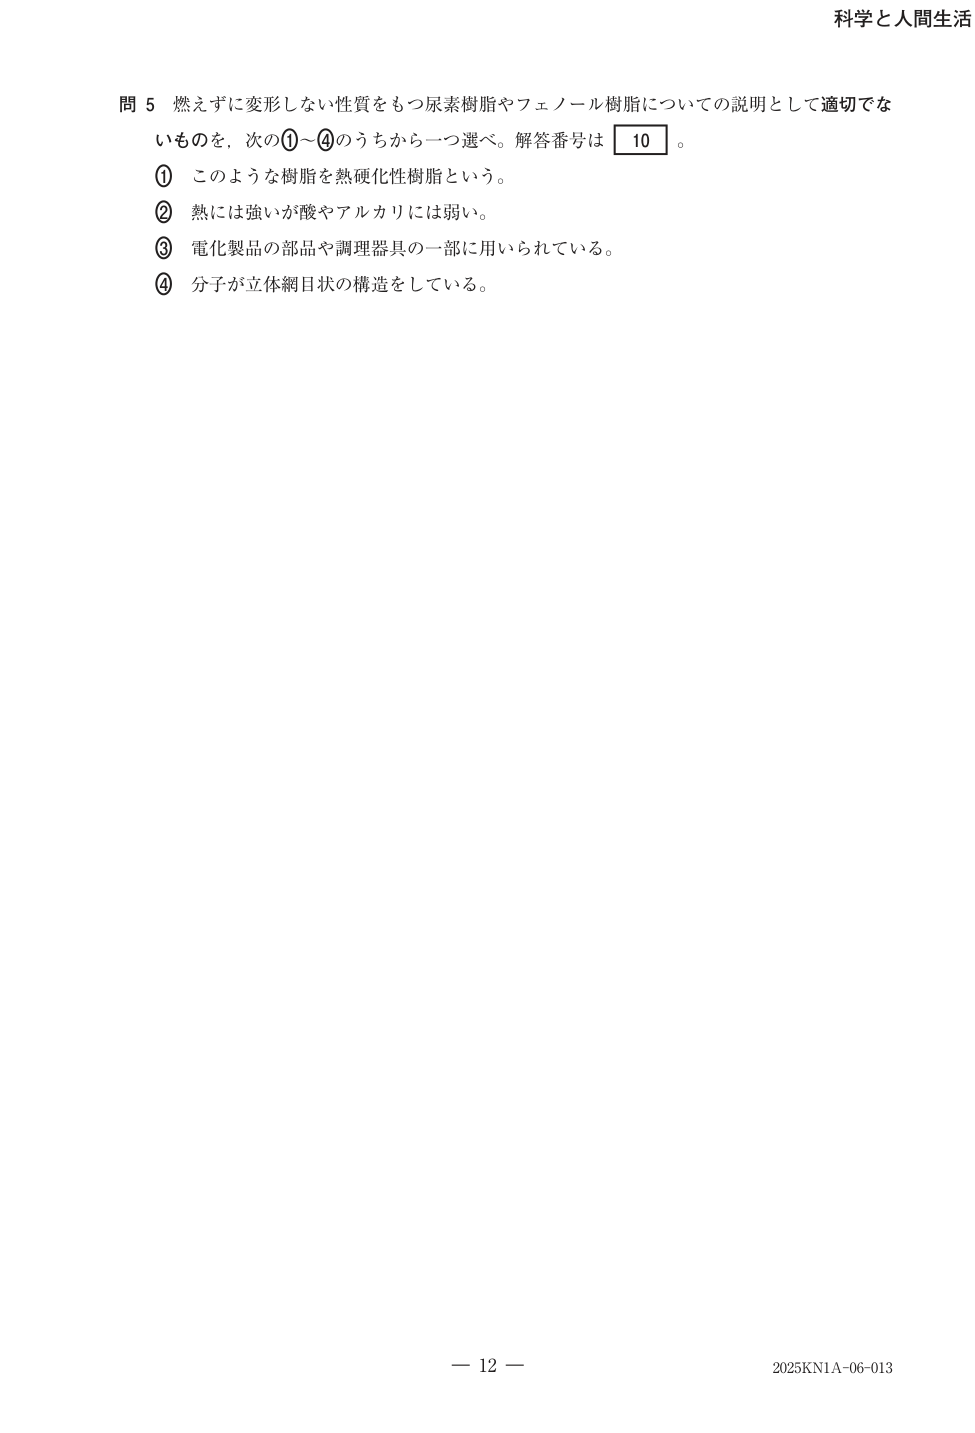 科学と人間生活
問 5　燃えずに変形しない性質をもつ尿素樹脂やフェノール樹脂についての説明として適切でな
いものを，次の①～④のうちから一つ選べ。解答番号は 10 。
①　このような樹脂を熱硬化性樹脂という。
②　熱には強いが酸やアルカリには弱い。
③　電化製品の部品や調理器具の一部に用いられている。
④　分子が立体網目状の構造をしている。
― 12 ―
2025KN1A-06-013